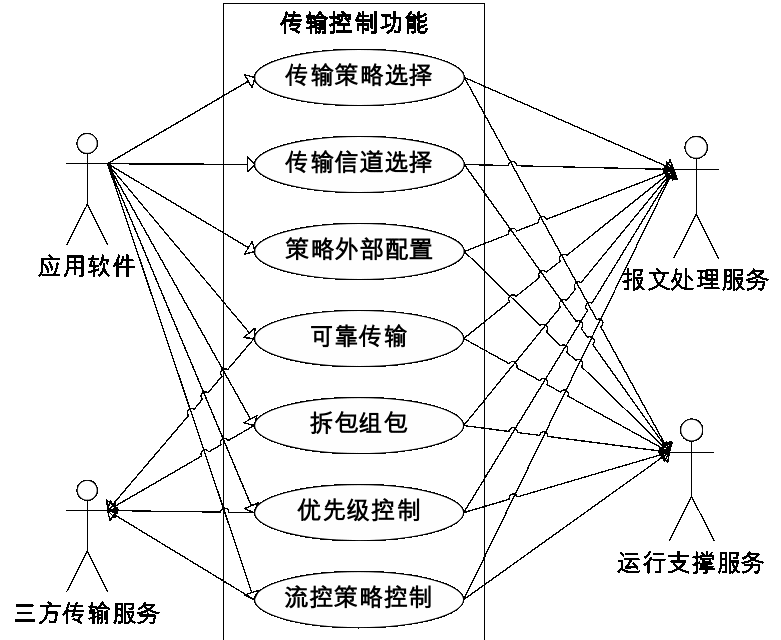 传输控制功能
传输策略选择
传输信道选择
策略外部配置
应用软件
报文处理服务
可靠传输
拆包组包
优先级控制
运行支撑服务
流控策略控制
三方传输服务